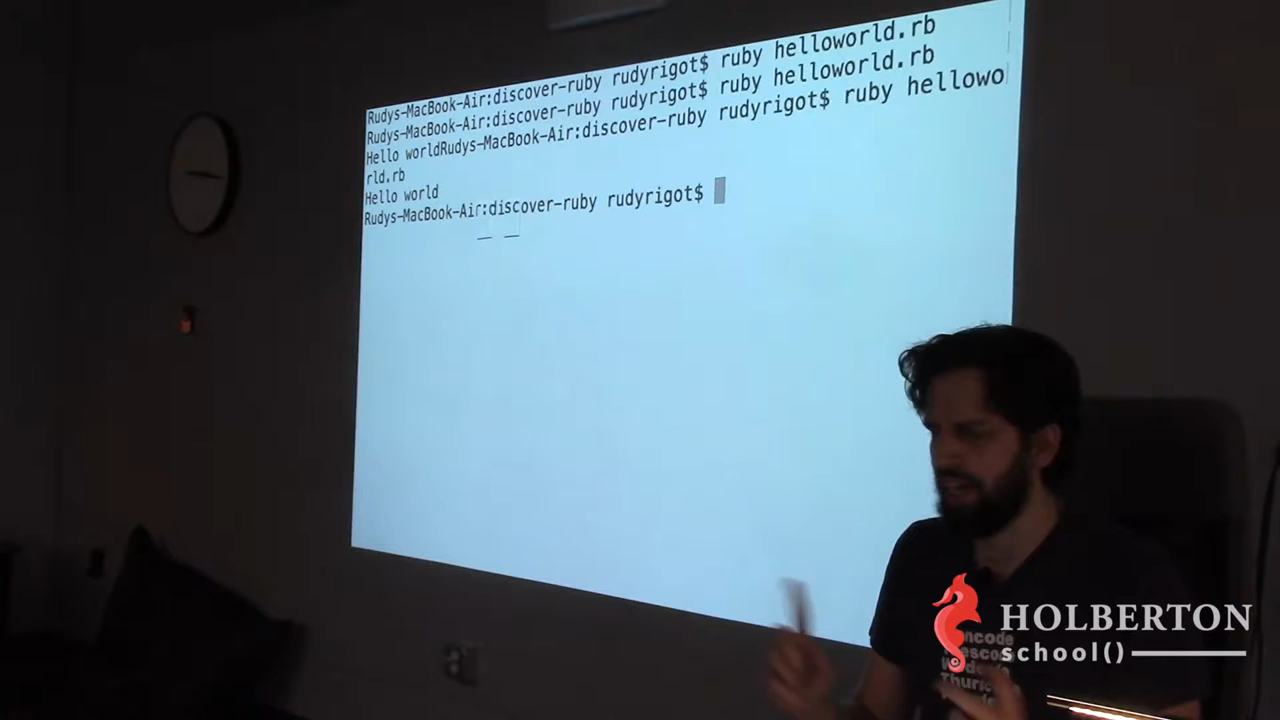 Rudys-MacBook-Air:discover-ruby rudyrigot$ ruby helloworld.rb
Rudys-MacBook-Air:discover-ruby rudyrigot$ ruby helloworld.rb
Hello worldRudys-MacBook-Air:discover-ruby rudyrigot$ ruby hellowo
rld.rb
Hello world
Rudys-MacBook-Air:discover-ruby rudyrigot$
HOLBERTON
school()